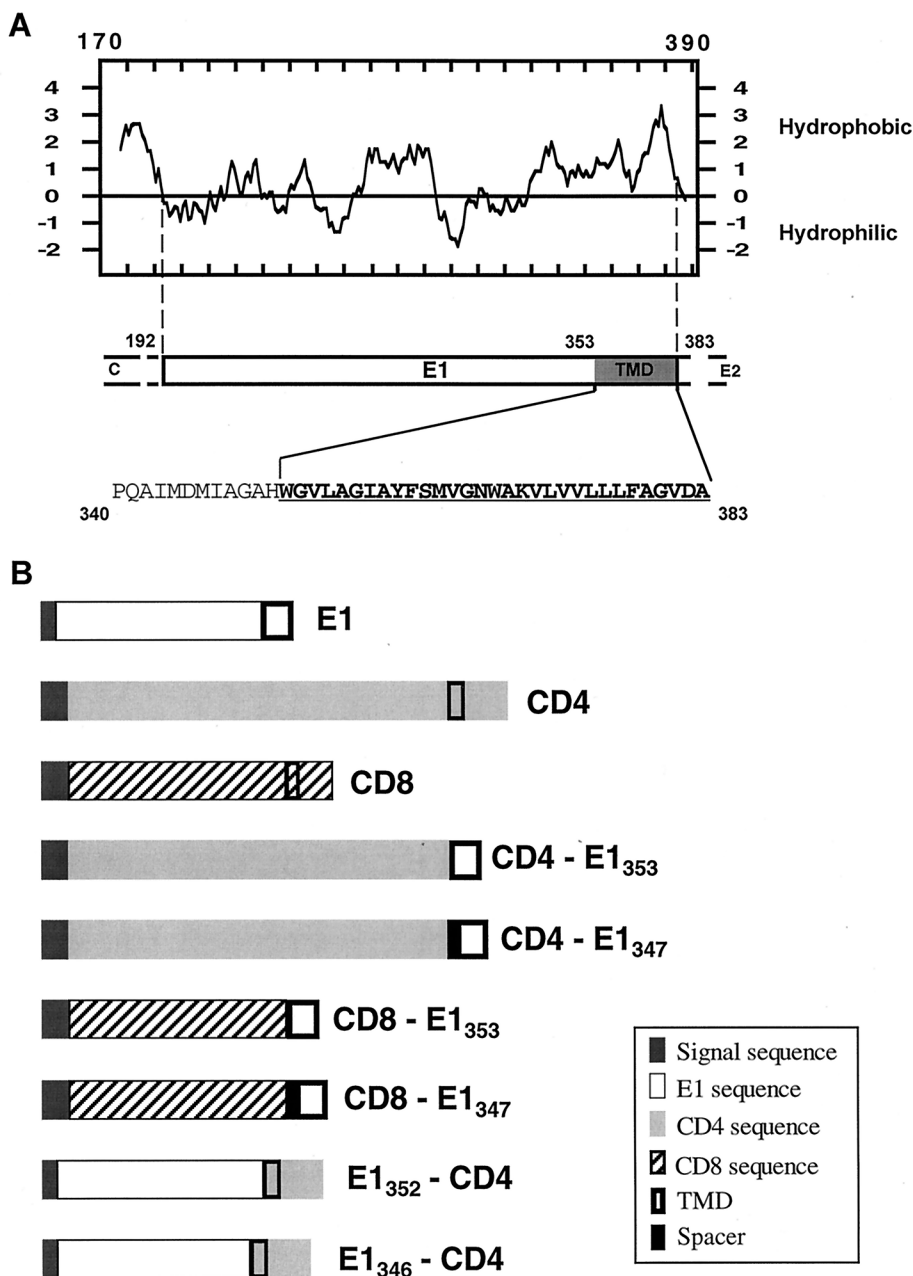 A
170 390
4 4
3 3
2 2
1 1
0 0
-1 -1
-2 -2
Hydrophobic
Hydrophilic
192 353 383
C E1 TMD E2
PQAIMDMIAGAHWGVLAGIAYFSMVGNWAKVLVVLLLFAGVDA
340 383
B
E1
CD4
CD8
CD4 - E1353
CD4 - E1347
CD8 - E1353
CD8 - E1347
E1352 - CD4
E1346 - CD4
Signal sequence
E1 sequence
CD4 sequence
CD8 sequence
TMD
Spacer